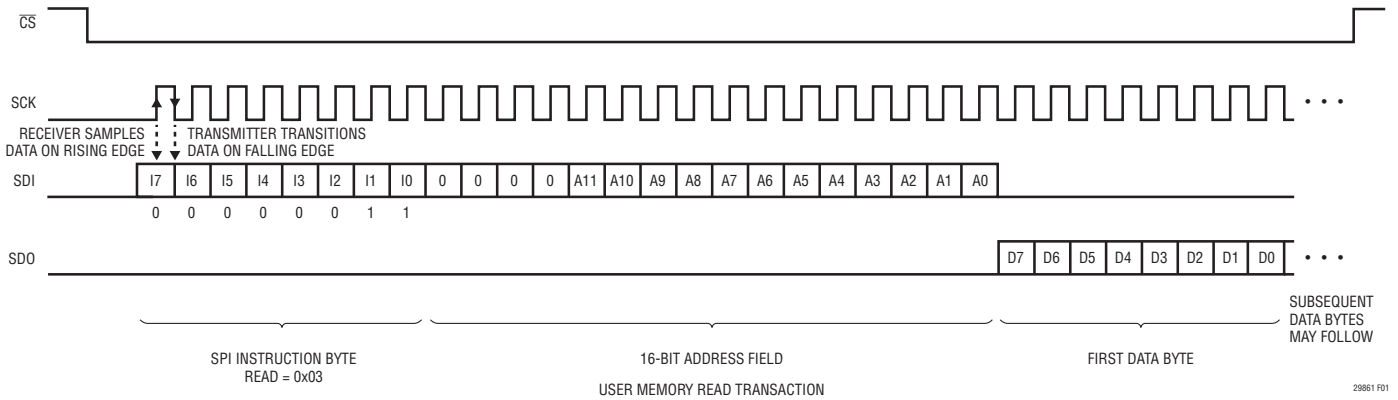 CS
SCK
RECEIVER SAMPLES
DATA ON RISING EDGE
TRANSMITTER TRANSITIONS
DATA ON FALLING EDGE
SDI
I7 I6 I5 I4 I3 I2 I1 I0 0 0 0 0 A11 A10 A9 A8 A7 A6 A5 A4 A3 A2 A1 A0
0 0 0 0 0 0 1 1
SDO
D7 D6 D5 D4 D3 D2 D1 D0
SUBSEQUENT
DATA BYTES
MAY FOLLOW
SPI INSTRUCTION BYTE
READ = 0x03
16-BIT ADDRESS FIELD
FIRST DATA BYTE
USER MEMORY READ TRANSACTION
29861 F01